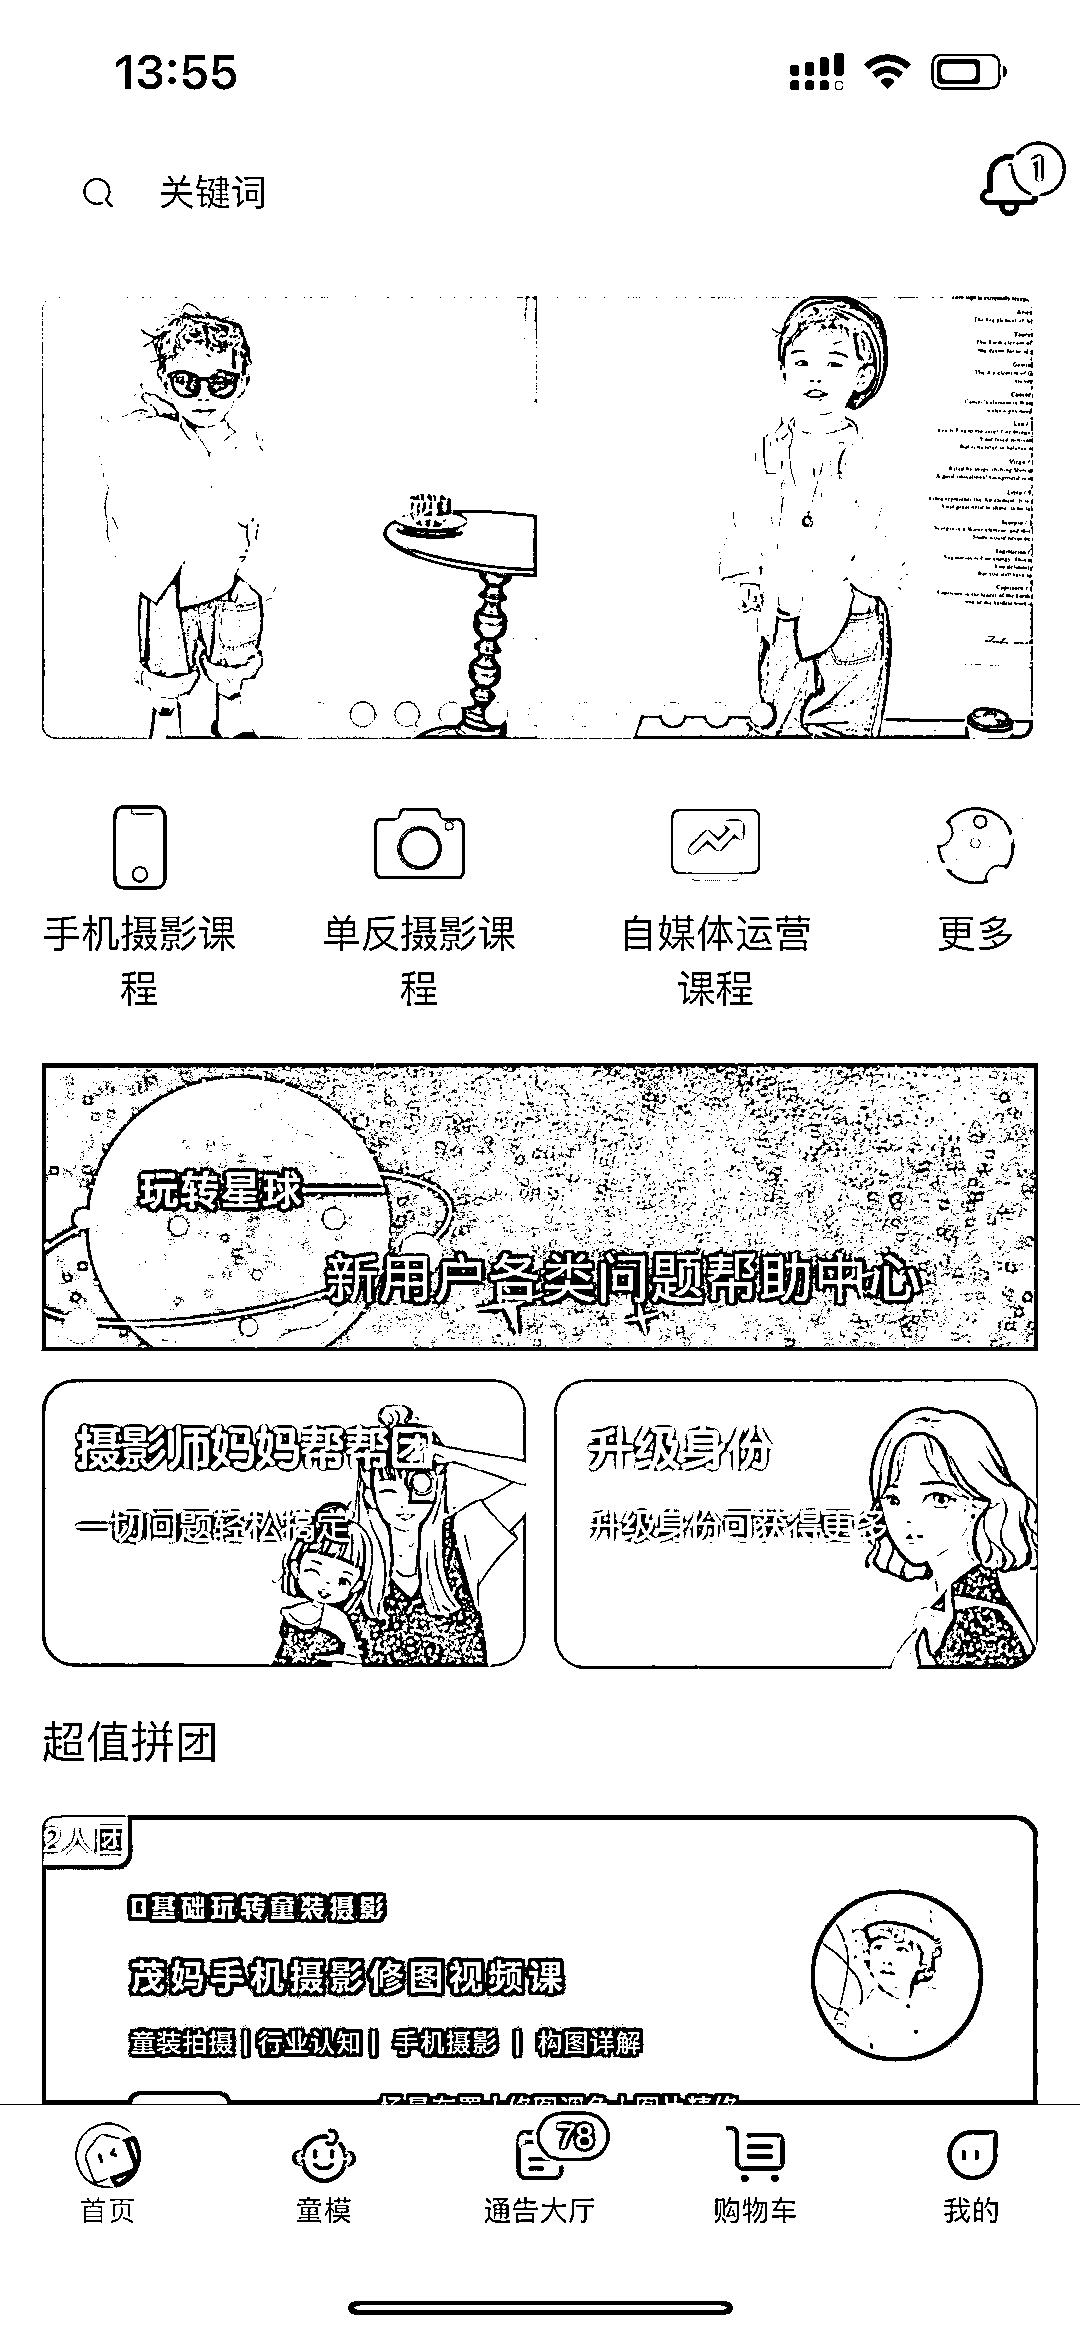 13:55
关键词
1
手机摄影课
程
单反摄影课
程
自媒体运营
课程
更多
玩转星球
新用户各类问题帮助中心
摄影师妈妈帮帮团
一切问题轻松搞定
升级身份
升级身份可获得更多
超值拼团
2人团
0基础玩转童装摄影
茂妈手机摄影修图视频课
童装拍摄 | 行业认知 | 手机摄影 | 构图详解
78
首页
童模
通告大厅
购物车
我的